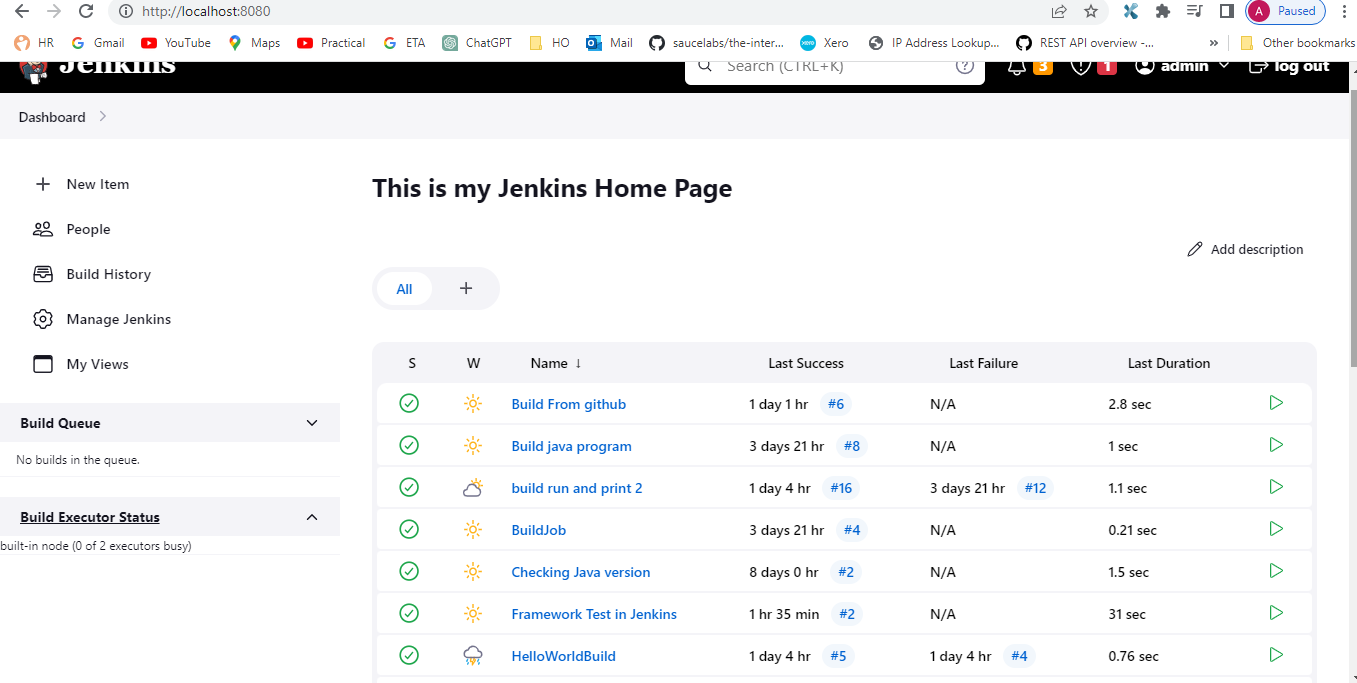 http://localhost:8080
A Paused
HR Gmail YouTube Maps Practical ETA ChatGPT HO Mail saucelabs/the-inter... Xero IP Address Lookup... REST API overview -... » Other bookmarks
Jenkins Search (CTRL+K) ? 3 1 admin log out
Dashboard
New Item
People
Build History
Manage Jenkins
My Views
Build Queue
No builds in the queue.
Build Executor Status
built-in node (0 of 2 executors busy)
This is my Jenkins Home Page
Add description
All +
S W Name ↓ Last Success Last Failure Last Duration
Build From github 1 day 1 hr #6 N/A 2.8 sec
Build java program 3 days 21 hr #8 N/A 1 sec
build run and print 2 1 day 4 hr #16 3 days 21 hr #12 1.1 sec
BuildJob 3 days 21 hr #4 N/A 0.21 sec
Checking Java version 8 days 0 hr #2 N/A 1.5 sec
Framework Test in Jenkins 1 hr 35 min #2 N/A 31 sec
HelloWorldBuild 1 day 4 hr #5 1 day 4 hr #4 0.76 sec